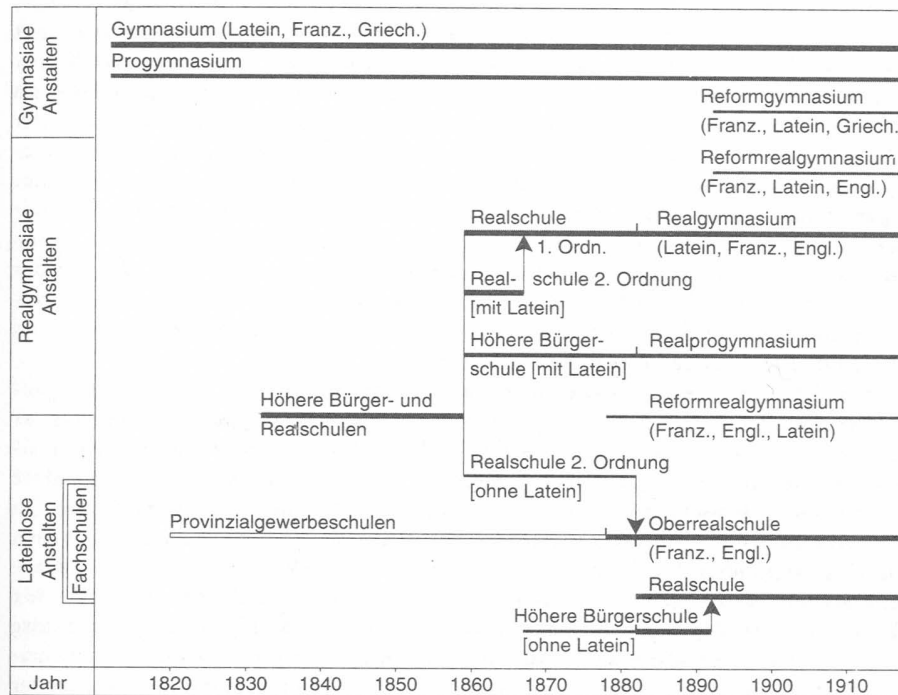 Gymnasiale
Anstalten
Gymnasium (Latein, Franz., Griech.)
Progymnasium
Reformgymnasium
(Franz., Latein, Griech.
Realgymnasiale
Anstalten
Reformrealgymnasium
(Franz., Latein, Engl.)
Realschule
1. Ordn.
Realgymnasium
(Latein, Franz., Engl.)
Real- schule 2. Ordnung
[mit Latein]
Höhere Bürger-
schule [mit Latein]
Realprogymnasium
Höhere Bürger- und
Realschulen
Reformrealgymnasium
(Franz., Engl., Latein)
Lateinlose
Anstalten
Fachschulen
Realschule 2. Ordnung
[ohne Latein]
Provinzialgewerbeschulen
Oberrealschule
(Franz., Engl.)
Realschule
Höhere Bürgerschule
[ohne Latein]
Jahr 1820 1830 1840 1850 1860 1870 1880 1890 1900 1910